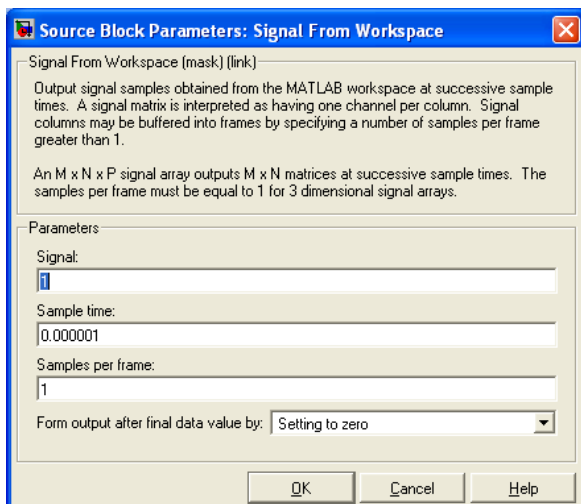 Source Block Parameters: Signal From Workspace
Signal From Workspace (mask) (link)
Output signal samples obtained from the MATLAB workspace at successive sample
times. A signal matrix is interpreted as having one channel per column. Signal
columns may be buffered into frames by specifying a number of samples per frame
greater than 1.
An M x N x P signal array outputs M x N matrices at successive sample times. The
samples per frame must be equal to 1 for 3 dimensional signal arrays.
Parameters
Signal:
1
Sample time:
0.000001
Samples per frame:
1
Form output after final data value by: Setting to zero
OK Cancel Help